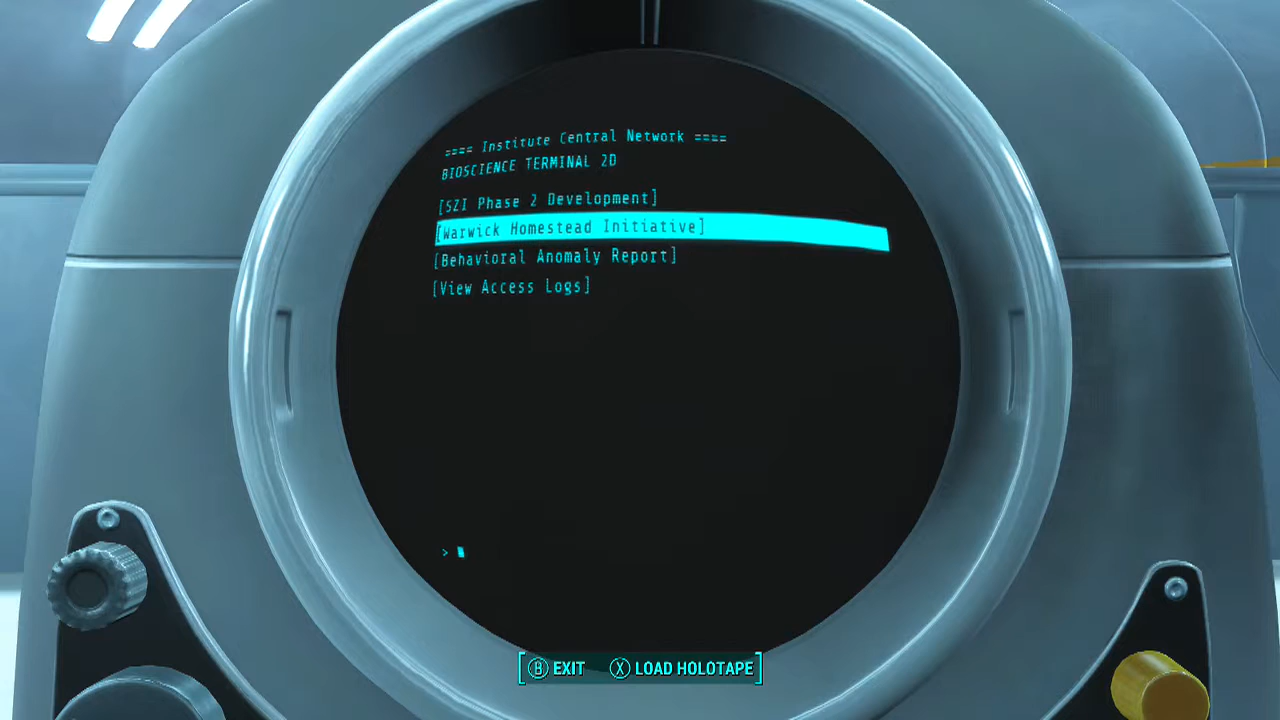 ==== Institute Central Network ====
BIOSCIENCE TERMINAL 2D
[SZI Phase 2 Development]
[Warwick Homestead Initiative]
[Behavioral Anomaly Report]
[View Access Logs]
>
(B) EXIT (X) LOAD HOLOTAPE